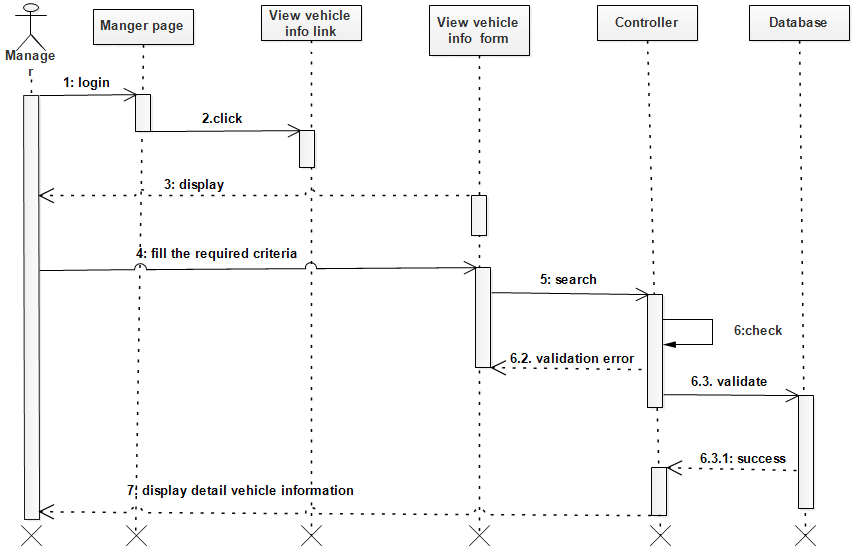 Manage
r
Manger page
View vehicle
info link
View vehicle
info form
Controller
Database
1: login
2.click
3: display
4: fill the required criteria
5: search
6:check
6.2. validation error
6.3. validate
6.3.1: success
7: display detail vehicle information